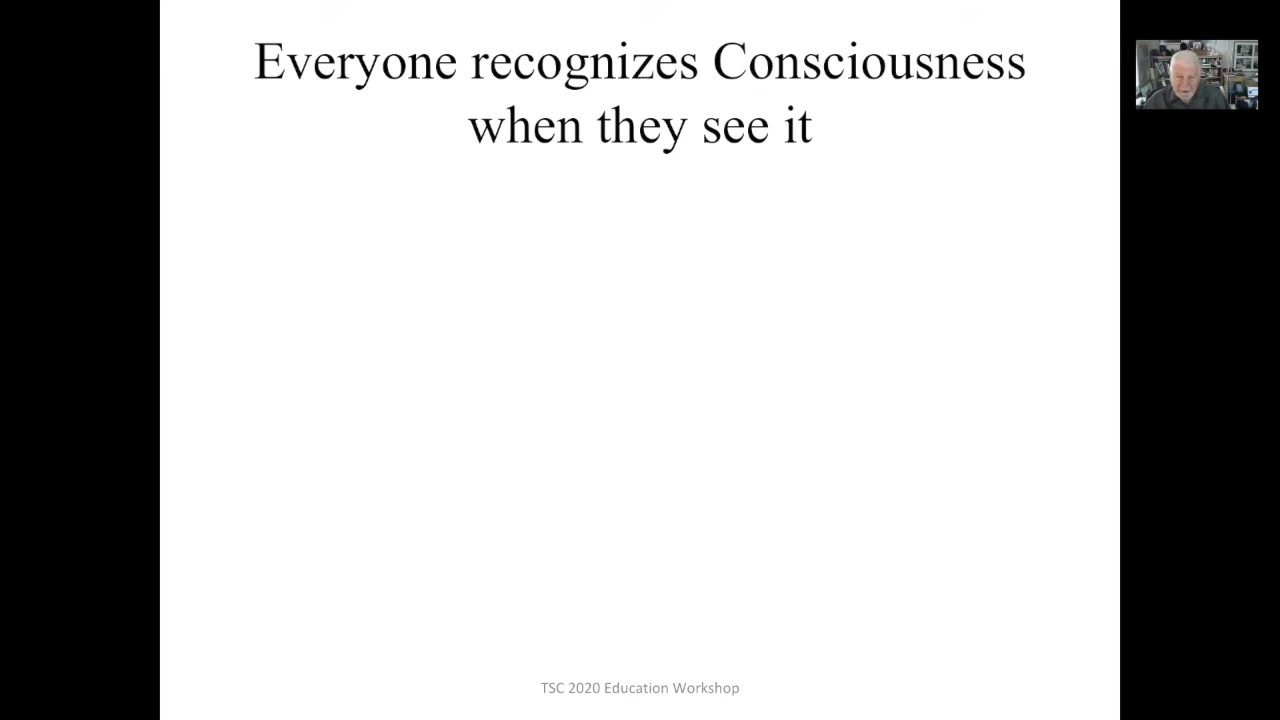 Everyone recognizes Consciousness
when they see it
TSC 2020 Education Workshop